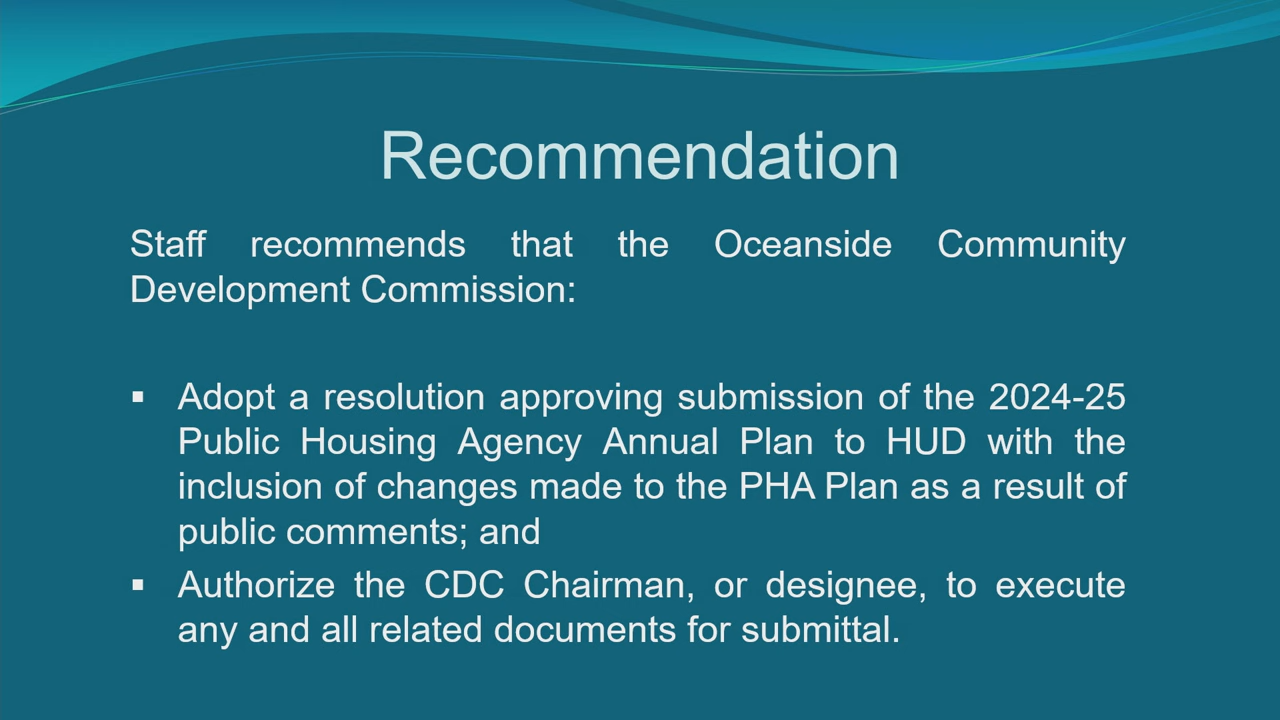 Recommendation
Staff recommends that the Oceanside Community
Development Commission:
▪ Adopt a resolution approving submission of the 2024-25
Public Housing Agency Annual Plan to HUD with the
inclusion of changes made to the PHA Plan as a result of
public comments; and
▪ Authorize the CDC Chairman, or designee, to execute
any and all related documents for submittal.